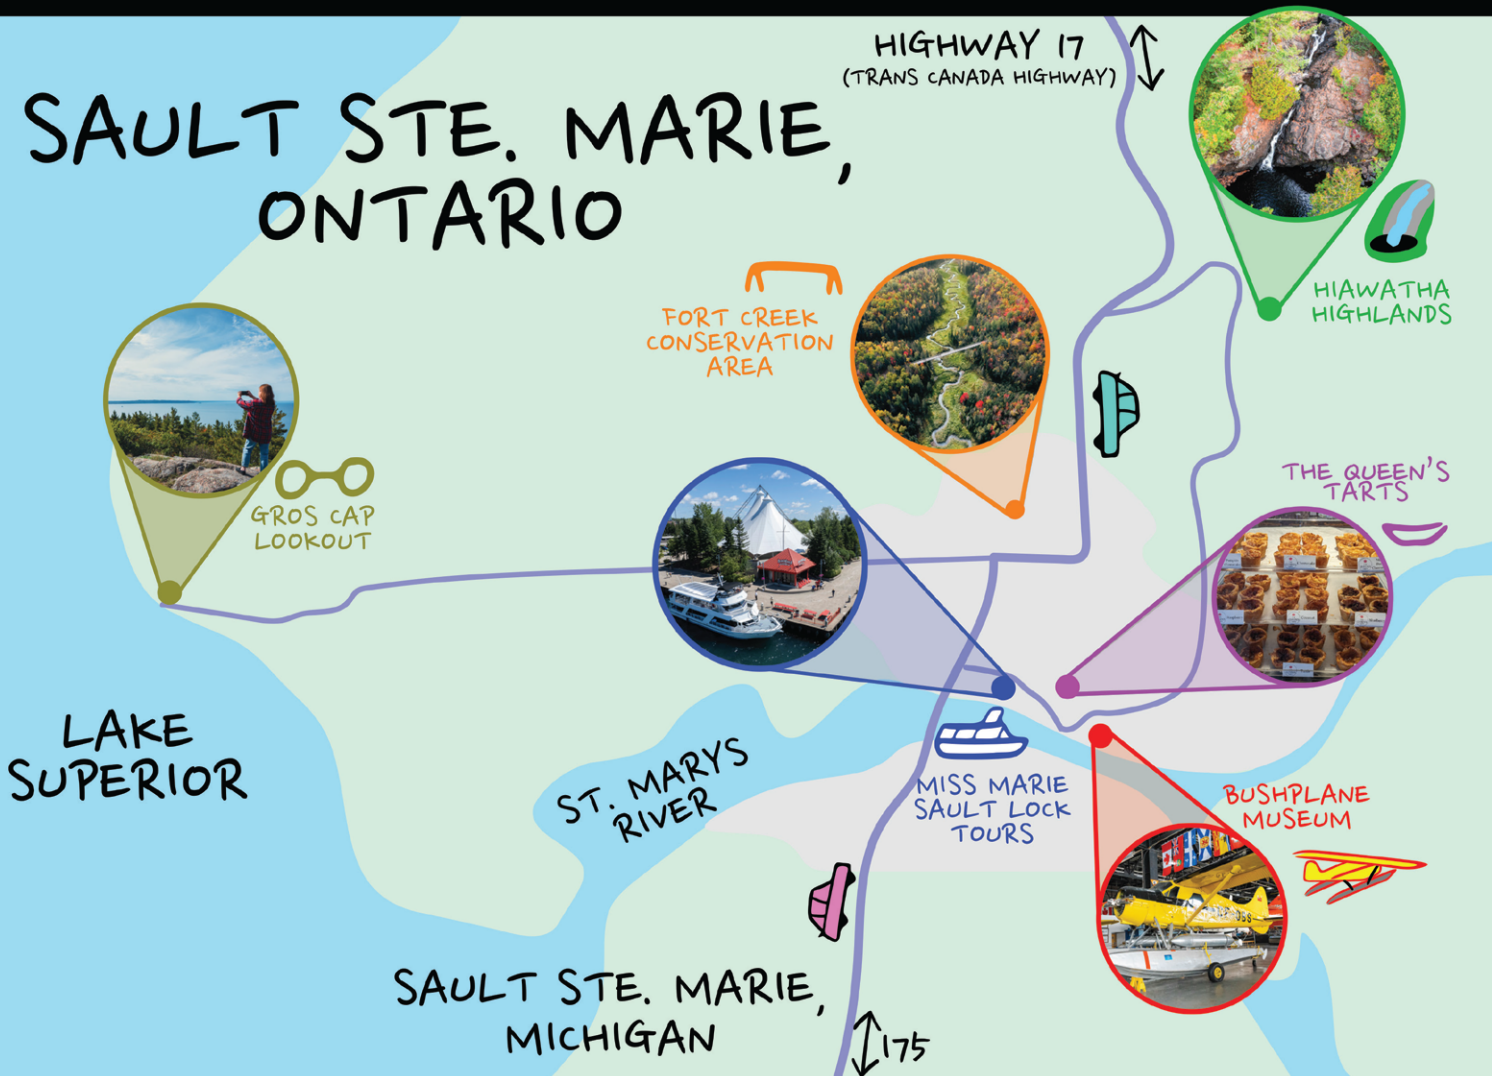 HIGHWAY 17
(TRANS CANADA HIGHWAY)
SAULT STE. MARIE,
ONTARIO
HIAWATHA
HIGHLANDS
FORT CREEK
CONSERVATION
AREA
THE QUEEN'S
TARTS
GROS CAP
LOOKOUT
LAKE
SUPERIOR
ST. MARYS
RIVER
MISS MARIE
SAULT LOCK
TOURS
BUSHPLANE
MUSEUM
SAULT STE. MARIE,
MICHIGAN
175